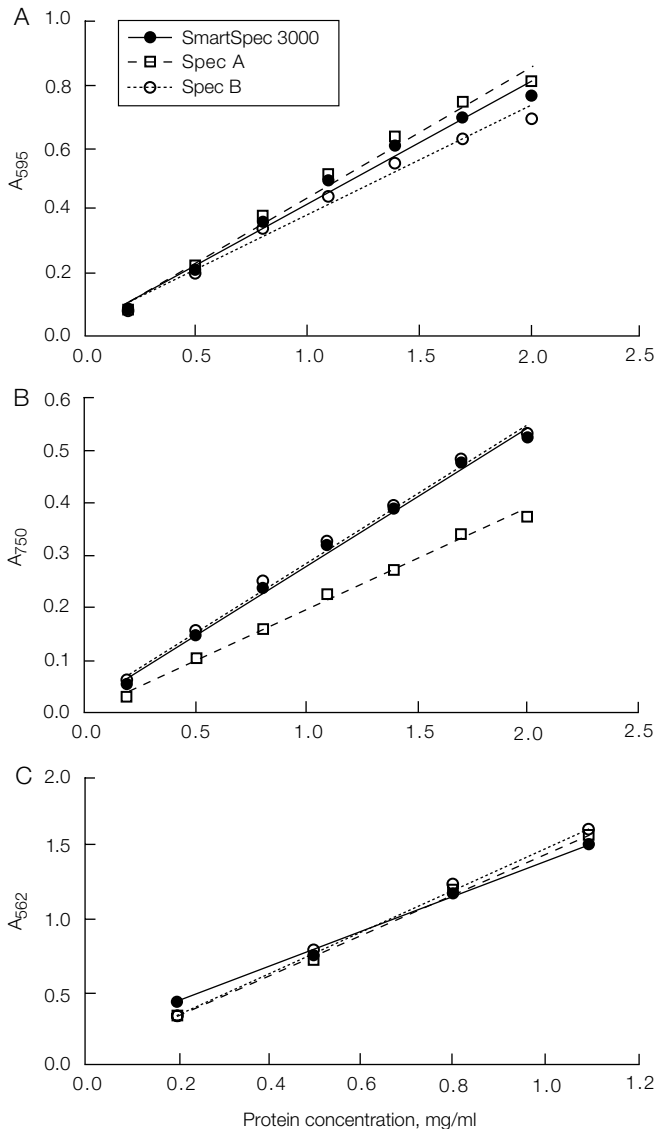 A
1.0
SmartSpec 3000
Spec A
Spec B
0.8
0.6
A595
0.4
0.2
0.0
0.0 0.5 1.0 1.5 2.0 2.5
B
0.6
0.5
0.4
A750
0.3
0.2
0.1
0.0
0.0 0.5 1.0 1.5 2.0 2.5
C
2.0
1.5
A562
1.0
0.5
0.0
0.0 0.2 0.4 0.6 0.8 1.0 1.2
Protein concentration, mg/ml